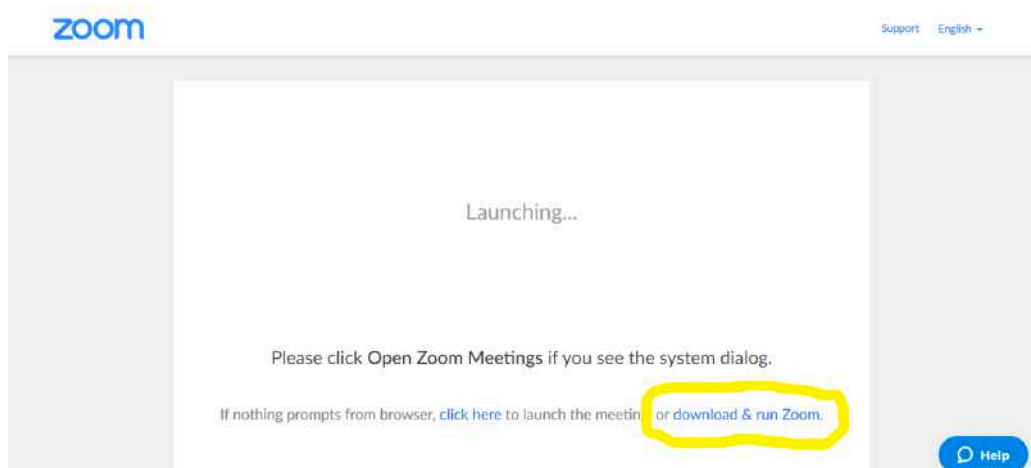 zoom
Support English
Launching...
Please click Open Zoom Meetings if you see the system dialog.
If nothing prompts from browser, click here to launch the meetin or download & run Zoom.
Help